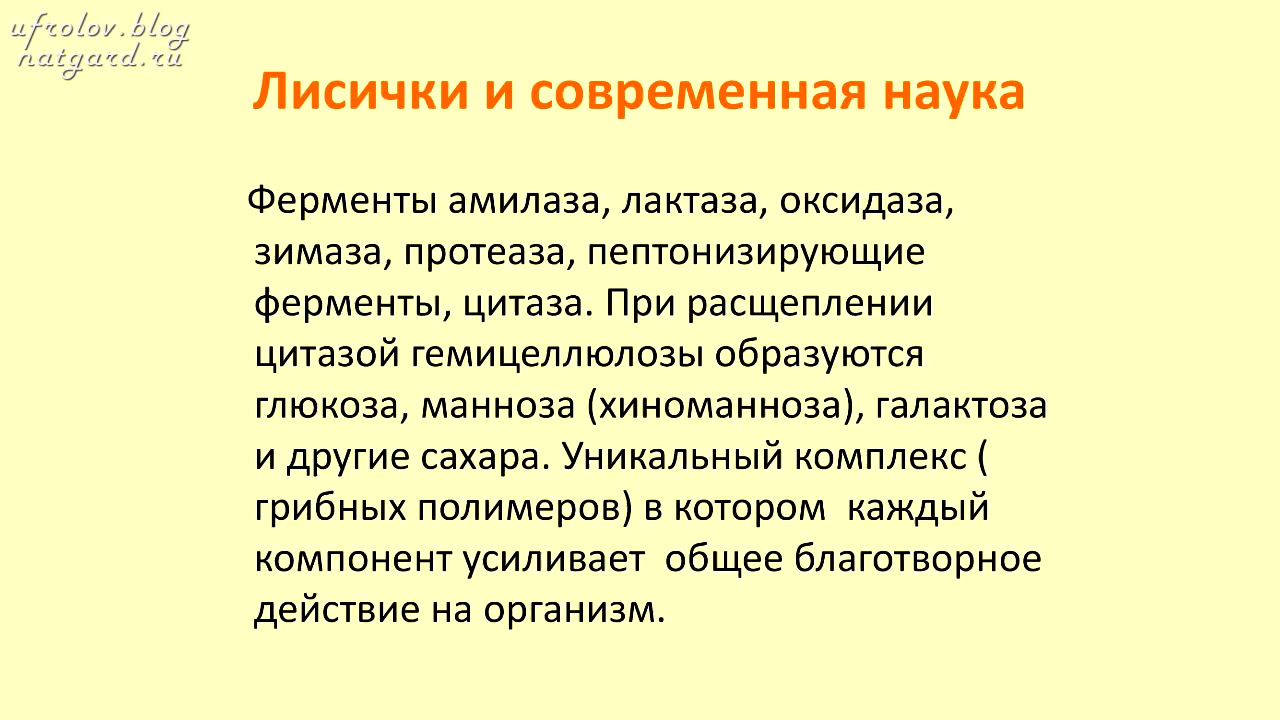 ufrolov.blog
natgard.ru
Лисички и современная наука
Ферменты амилаза, лактаза, оксидаза,
зимаза, протеаза, пептонизирующие
ферменты, цитаза. При расщеплении
цитазой гемицеллюлозы образуются
глюкоза, манноза (хиноманноза), галактоза
и другие сахара. Уникальный комплекс (
грибных полимеров) в котором  каждый
компонент усиливает  общее благотворное
действие на организм.